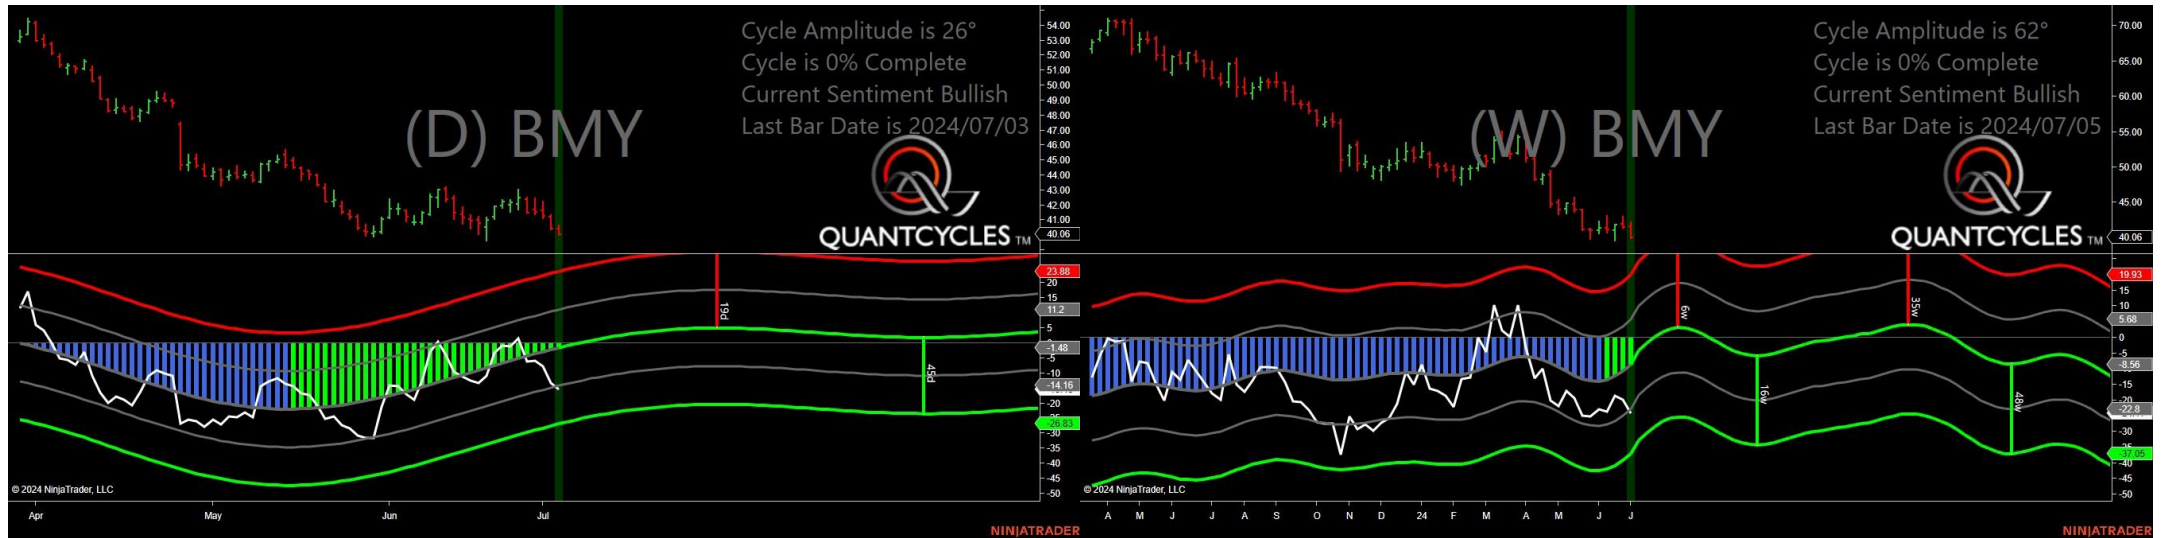 Cycle Amplitude is 26°
Cycle is 0% Complete
Current Sentiment Bullish
Last Bar Date is 2024/07/03
(D) BMY
QUANTCYCLES TM
54.00
53.00
52.00
51.00
50.00
49.00
48.00
47.00
46.00
45.00
44.00
43.00
42.00
41.00
40.06
23.88
20
15
11.2
5
-1.48
-5
-10
-14.16
-20
-26.83
-30
-35
-40
-45
-50
19d
45d
© 2024 NinjaTrader, LLC
Apr May Jun Jul
NINJATRADER
Cycle Amplitude is 62°
Cycle is 0% Complete
Current Sentiment Bullish
Last Bar Date is 2024/07/05
(W) BMY
QUANTCYCLES TM
70.00
65.00
60.00
55.00
50.00
45.00
40.06
19.93
15
10
5.68
0
-5
-8.56
-15
-20
-22.8
-30
-37.05
-45
-50
6w
35w
16w
48w
© 2024 NinjaTrader, LLC
A M J J A S O N D 24 F M A M J J
NINJATRADER